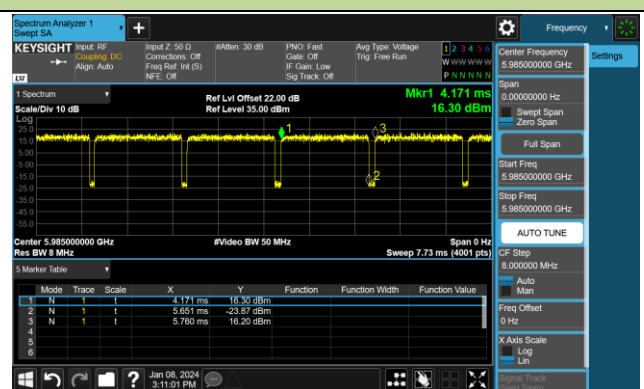 Spectrum Analyzer 1
Swept SA
+
Frequency
KEYSIGHT
Input: RF
Coupling: DC
Align: Auto
Input Z: 50 Ω
Corrections: Off
Freq Ref: Int (S)
NFE: Off
#Atten: 30 dB
PNO: Fast
Gate: Off
IF Gain: Low
Sig Track: Off
Avg Type: Voltage
Trig: Free Run
1 2 3 4 5 6
W W W W W W
P N N N N N
LXI
1 Spectrum
Scale/Div 10 dB
Ref Lvl Offset 22.00 dB
Ref Level 35.00 dBm
Mkr1 4.171 ms
16.30 dBm
Log
25.0
15.0
5.00
-5.00
-15.0
-25.0
-35.0
-45.0
-55.0
1
3
2
Center 5.985000000 GHz
Res BW 8 MHz
#Video BW 50 MHz
Span 0 Hz
Sweep 7.73 ms (4001 pts)
5 Marker Table
Mode Trace Scale X Y Function Function Width Function Value
1 N 1 t 4.171 ms 16.30 dBm
2 N 1 t 5.651 ms -23.87 dBm
3 N 1 t 5.760 ms 16.20 dBm
4
5
6
?
Jan 08, 2024
3:11:01 PM
Center Frequency
5.985000000 GHz
Settings
Span
0.00000000 Hz
Swept Span
Zero Span
Full Span
Start Freq
5.985000000 GHz
Stop Freq
5.985000000 GHz
AUTO TUNE
CF Step
8.000000 MHz
Auto
Man
Freq Offset
0 Hz
X Axis Scale
Log
Lin
Signal Track